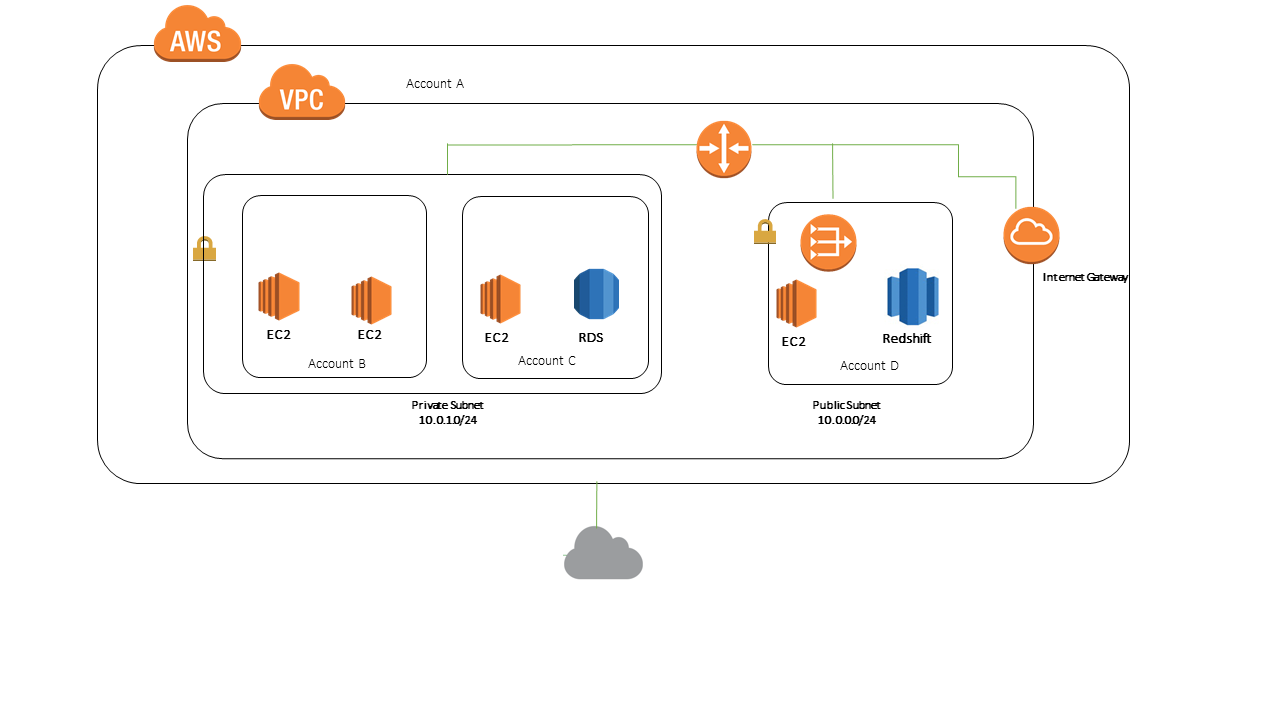 AWS
VPC
Account A
Internet Gateway
EC2
EC2
Account B
EC2
RDS
Account C
EC2
Redshift
Account D
Private Subnet
10.0.1.0/24
Public Subnet
10.0.0.0/24